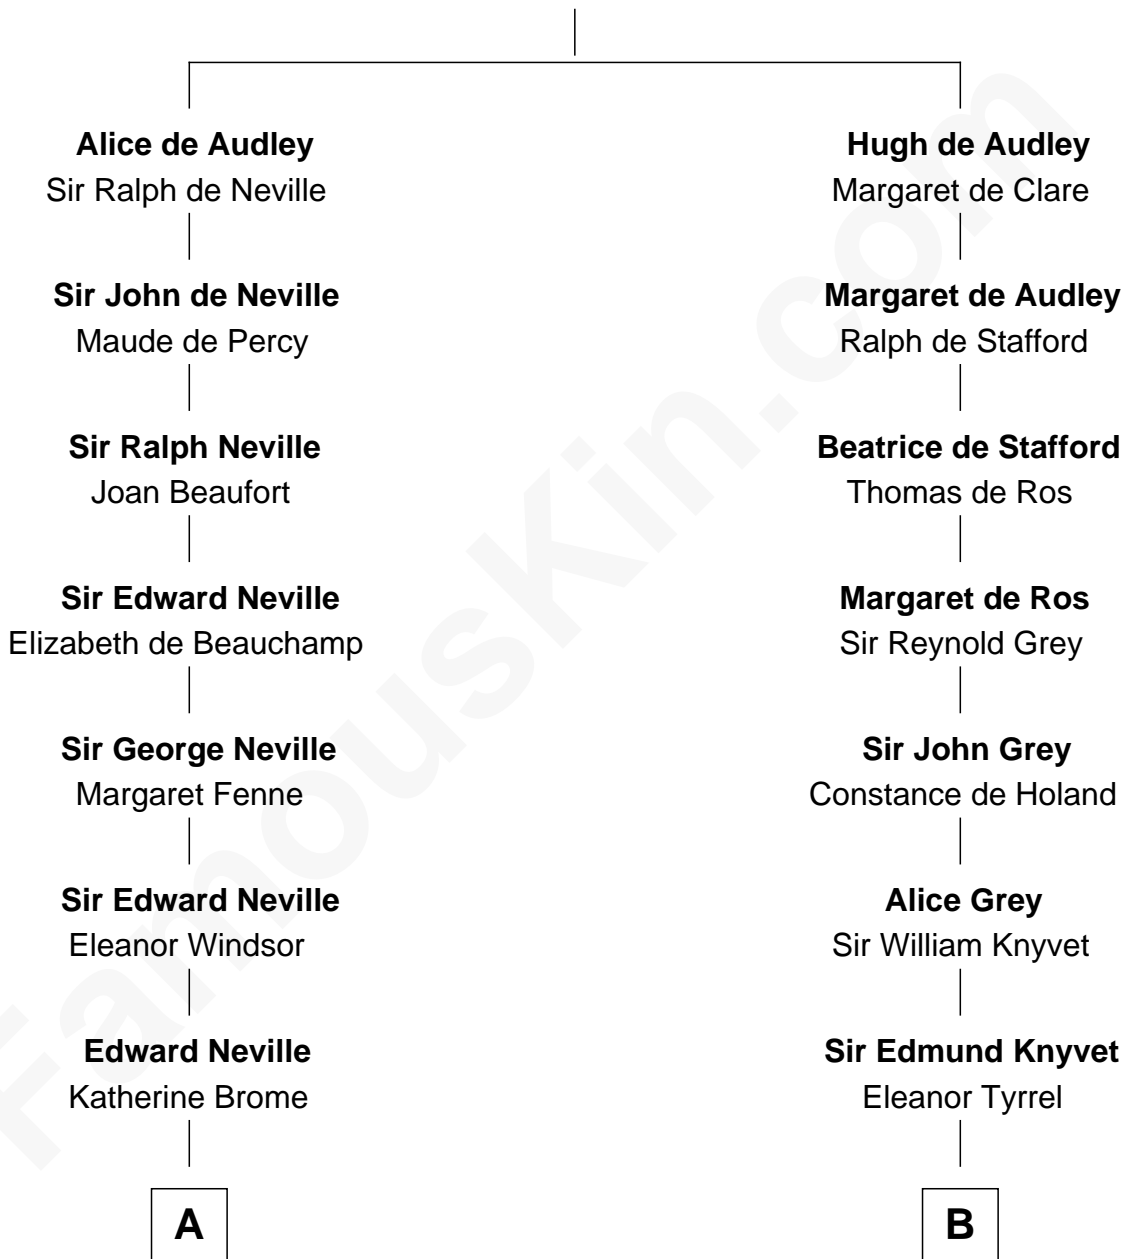 Alice de Audley
Sir Ralph de Neville
Sir John de Neville
Maude de Percy
Sir Ralph Neville
Joan Beaufort
Sir Edward Neville
Elizabeth de Beauchamp
Sir George Neville
Margaret Fenne
Sir Edward Neville
Eleanor Windsor
Edward Neville
Katherine Brome
A
Hugh de Audley
Margaret de Clare
Margaret de Audley
Ralph de Stafford
Beatrice de Stafford
Thomas de Ros
Margaret de Ros
Sir Reynold Grey
Sir John Grey
Constance de Holand
Alice Grey
Sir William Knyvet
Sir Edmund Knyvet
Eleanor Tyrrel
B
FamousKin.com